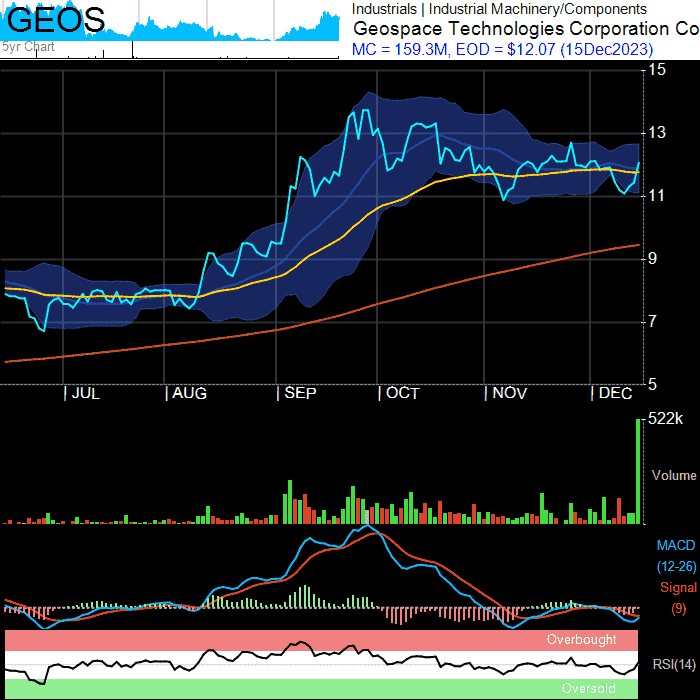 GEOS
5yr Chart
Industrials | Industrial Machinery/Components
Geospace Technologies Corporation Co
MC = 159.3M, EOD = $12.07 (15Dec2023)
15
13
11
9
7
5
| JUL | AUG | SEP | OCT | NOV | DEC
522k
Volume
MACD
(12-26)
Signal
(9)
Overbought
RSI(14)
Oversold